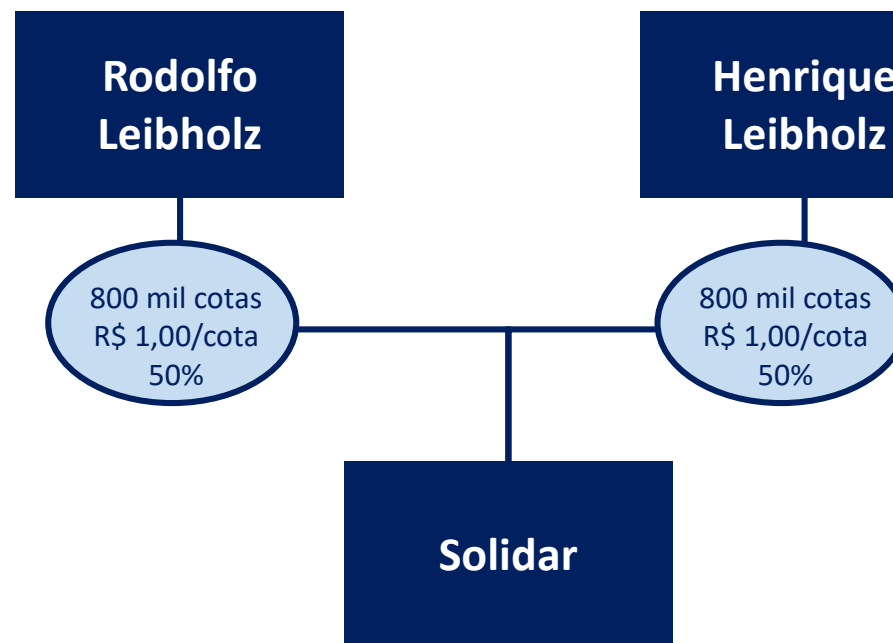 Rodolfo
Leibholz
Henrique
Leibholz
800 mil cotas
R$ 1,00/cota
50%
800 mil cotas
R$ 1,00/cota
50%
Solidar